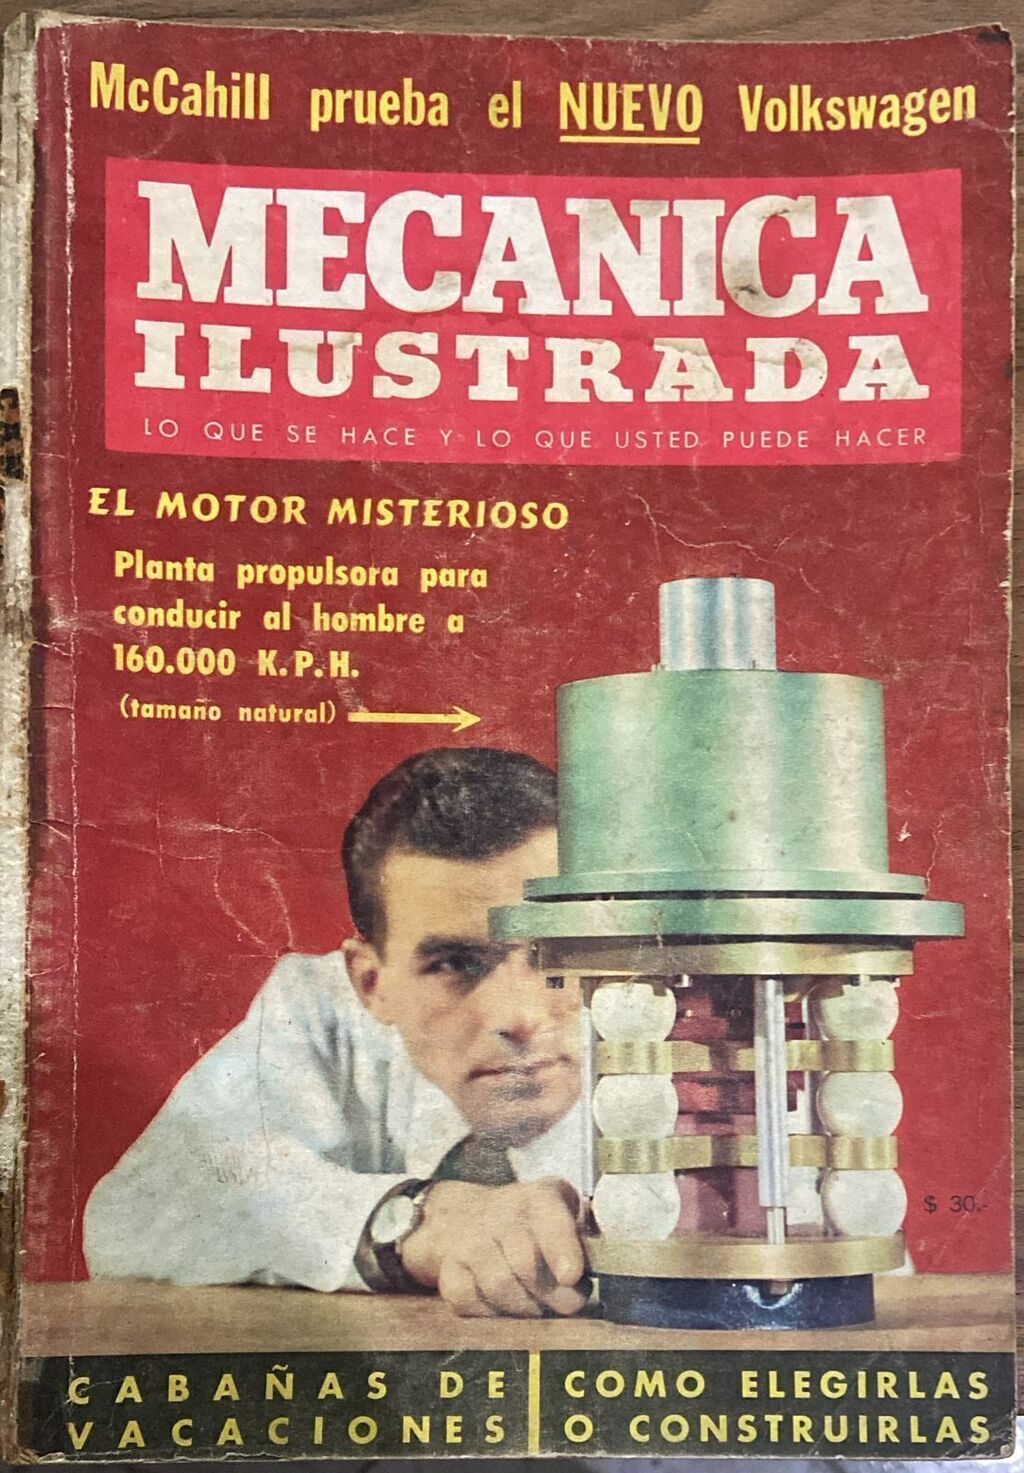 McCahill prueba el NUEVO Volkswagen
MECANICA
ILUSTRADA
LO QUE SE HACE Y LO QUE USTED PUEDE HACER
EL MOTOR MISTERIOSO
Planta propulsora para
conducir al hombre a
160.000 K.P.H.
(tamaño natural)
$ 30.-
CABAÑAS DE
VACACIONES
COMO ELEGIRLAS
O CONSTRUIRLAS